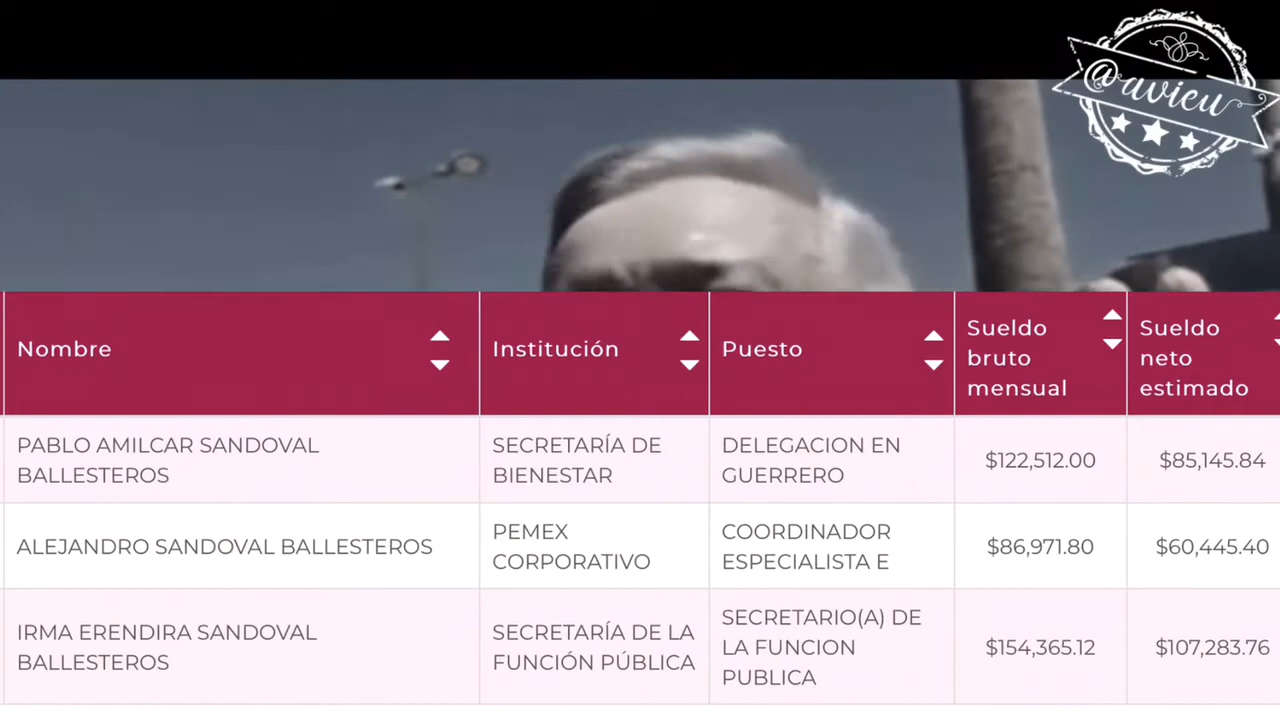 @avieu
Nombre
Institución
Puesto
Sueldo
bruto
mensual
Sueldo
neto
estimado
PABLO AMILCAR SANDOVAL
BALLESTEROS
SECRETARÍA DE
BIENESTAR
DELEGACION EN
GUERRERO
$122,512.00
$85,145.84
ALEJANDRO SANDOVAL BALLESTEROS
PEMEX
CORPORATIVO
COORDINADOR
ESPECIALISTA E
$86,971.80
$60,445.40
IRMA ERENDIRA SANDOVAL
BALLESTEROS
SECRETARÍA DE LA
FUNCIÓN PÚBLICA
SECRETARIO(A) DE
LA FUNCION
PUBLICA
$154,365.12
$107,283.76